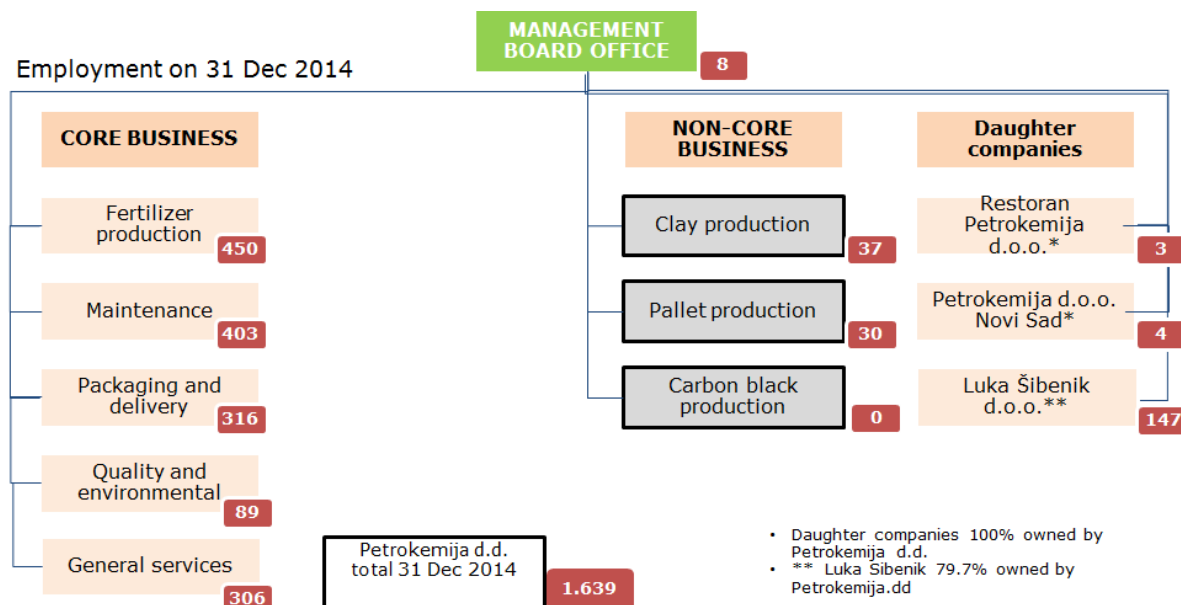 MANAGEMENT
BOARD OFFICE
8
Employment on 31 Dec 2014
CORE BUSINESS
Fertilizer
production
450
Maintenance
403
Packaging and
delivery
316
Quality and
environmental
89
General services
306
NON-CORE
BUSINESS
Clay production
37
Pallet production
30
Carbon black
production
0
Daughter
companies
Restoran
Petrokemija
d.o.o.*
3
Petrokemija d.o.o.
Novi Sad*
4
Luka Šibenik
d.o.o.**
147
Petrokemija d.d.
total 31 Dec 2014
1.639
• Daughter companies 100% owned by
Petrokemija d.d.
• ** Luka Sibenik 79.7% owned by
Petrokemija.dd